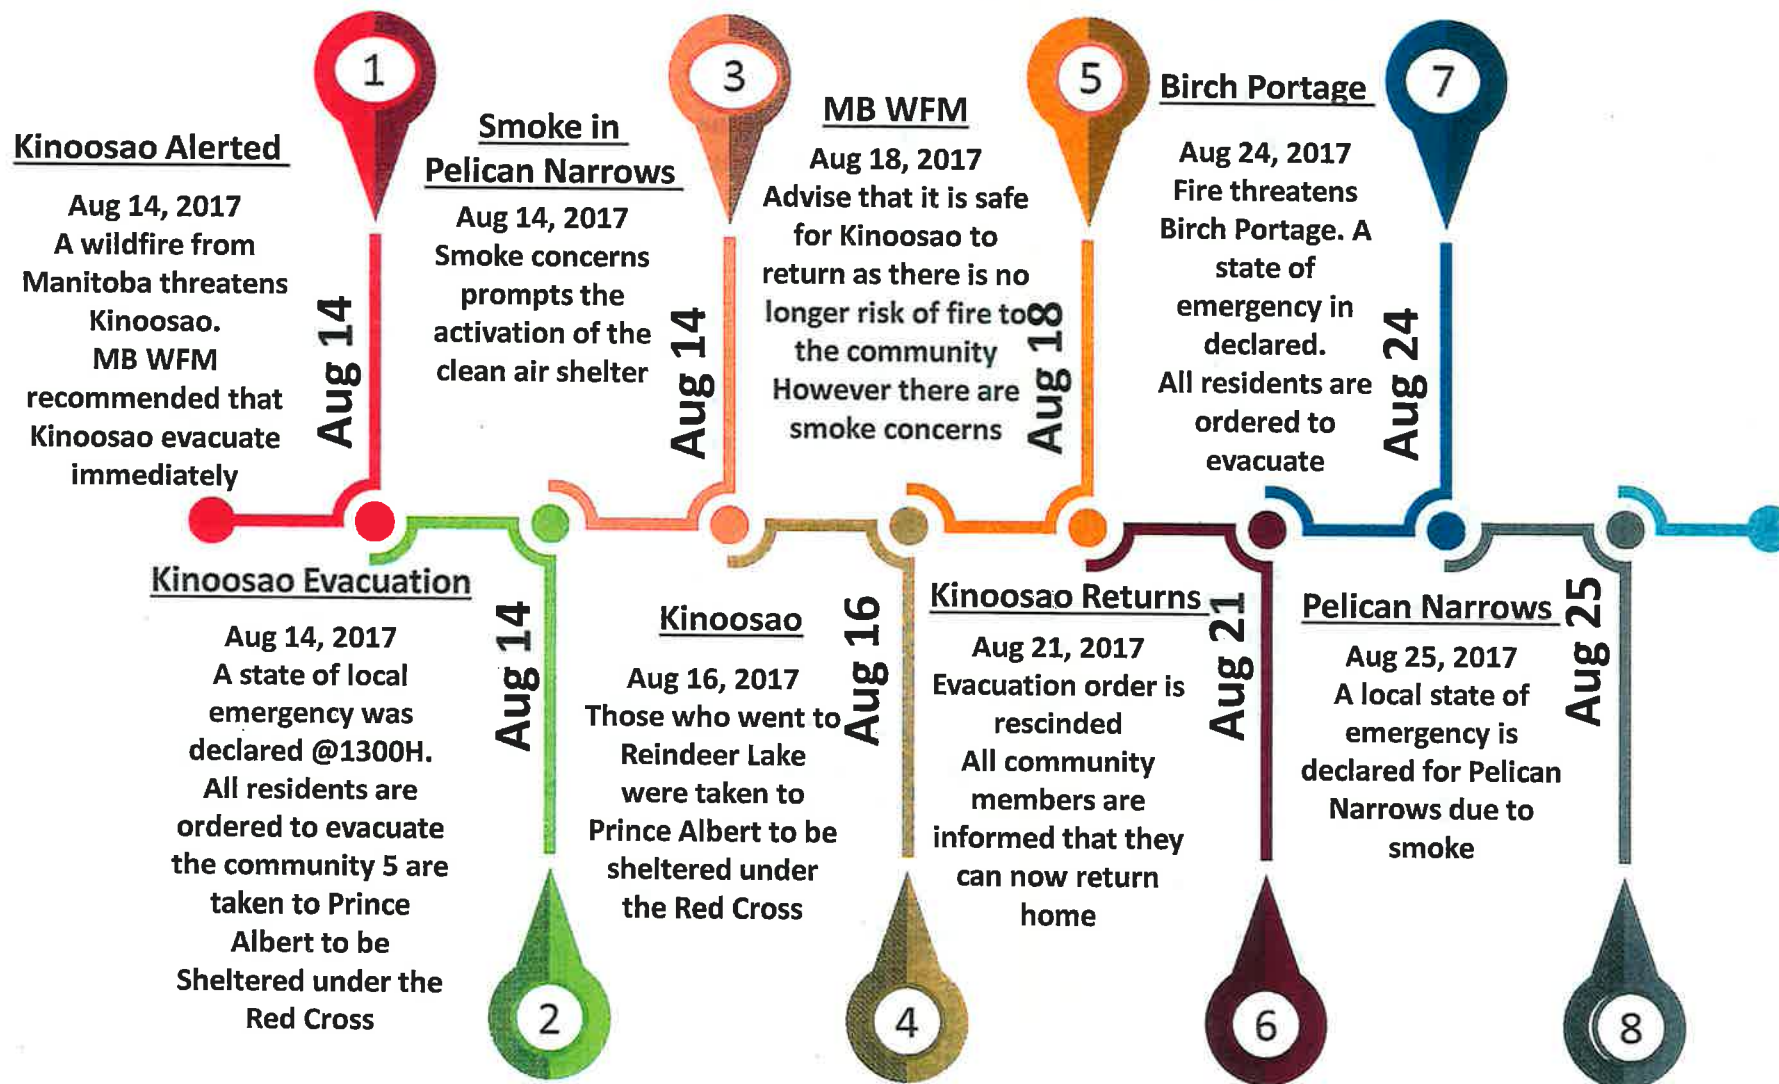 1
Kinoosao Alerted
Aug 14, 2017
A wildfire from
Manitoba threatens
Kinoosao.
MB WFM
recommended that
Kinoosao evacuate
immediately
Aug 14
Kinoosao Evacuation
Aug 14, 2017
A state of local
emergency was
declared @1300H.
All residents are
ordered to evacuate
the community 5 are
taken to Prince
Albert to be
Sheltered under the
Red Cross
Aug 14
2
3
Smoke in
Pelican Narrows
Aug 14, 2017
Smoke concerns
prompts the
activation of the
clean air shelter
Aug 14
Kinoosao
Aug 16, 2017
Those who went to
Reindeer Lake
were taken to
Prince Albert to be
sheltered under
the Red Cross
Aug 16
4
5
MB WFM
Aug 18, 2017
Advise that it is safe
for Kinoosao to
return as there is no
longer risk of fire to
the community
However there are
smoke concerns
Aug 18
Kinoosao Returns
Aug 21, 2017
Evacuation order is
rescinded
All community
members are
informed that they
can now return
home
Aug 21
6
7
Birch Portage
Aug 24, 2017
Fire threatens
Birch Portage. A
state of
emergency in
declared.
All residents are
ordered to
evacuate
Aug 24
Pelican Narrows
Aug 25, 2017
A local state of
emergency is
declared for Pelican
Narrows due to
smoke
Aug 25
8